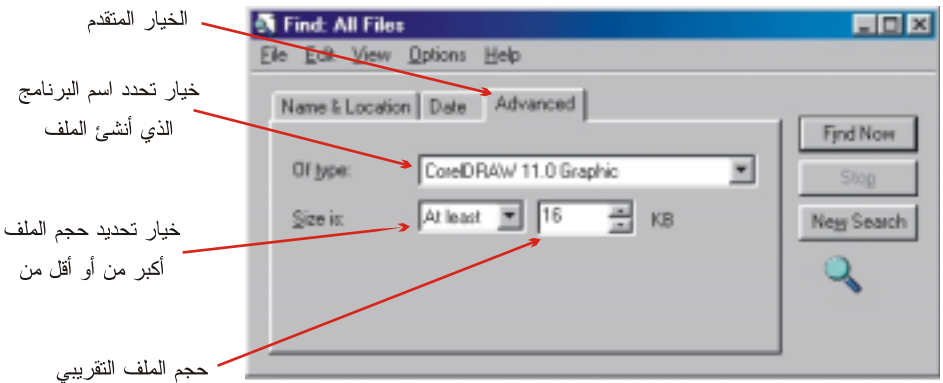 الخيار المتقدم
خيار تحدد اسم البرنامج
الذي أنشئ الملف
خيار تحديد حجم الملف
أكبر من أو أقل من
حجم الملف التقريبي
Find: All Files
File Edit View Options Help
Name & Location Date Advanced
Of type: CorelDRAW 11.0 Graphic
Size is: At least 16 KB
Find Now
Stop
New Search